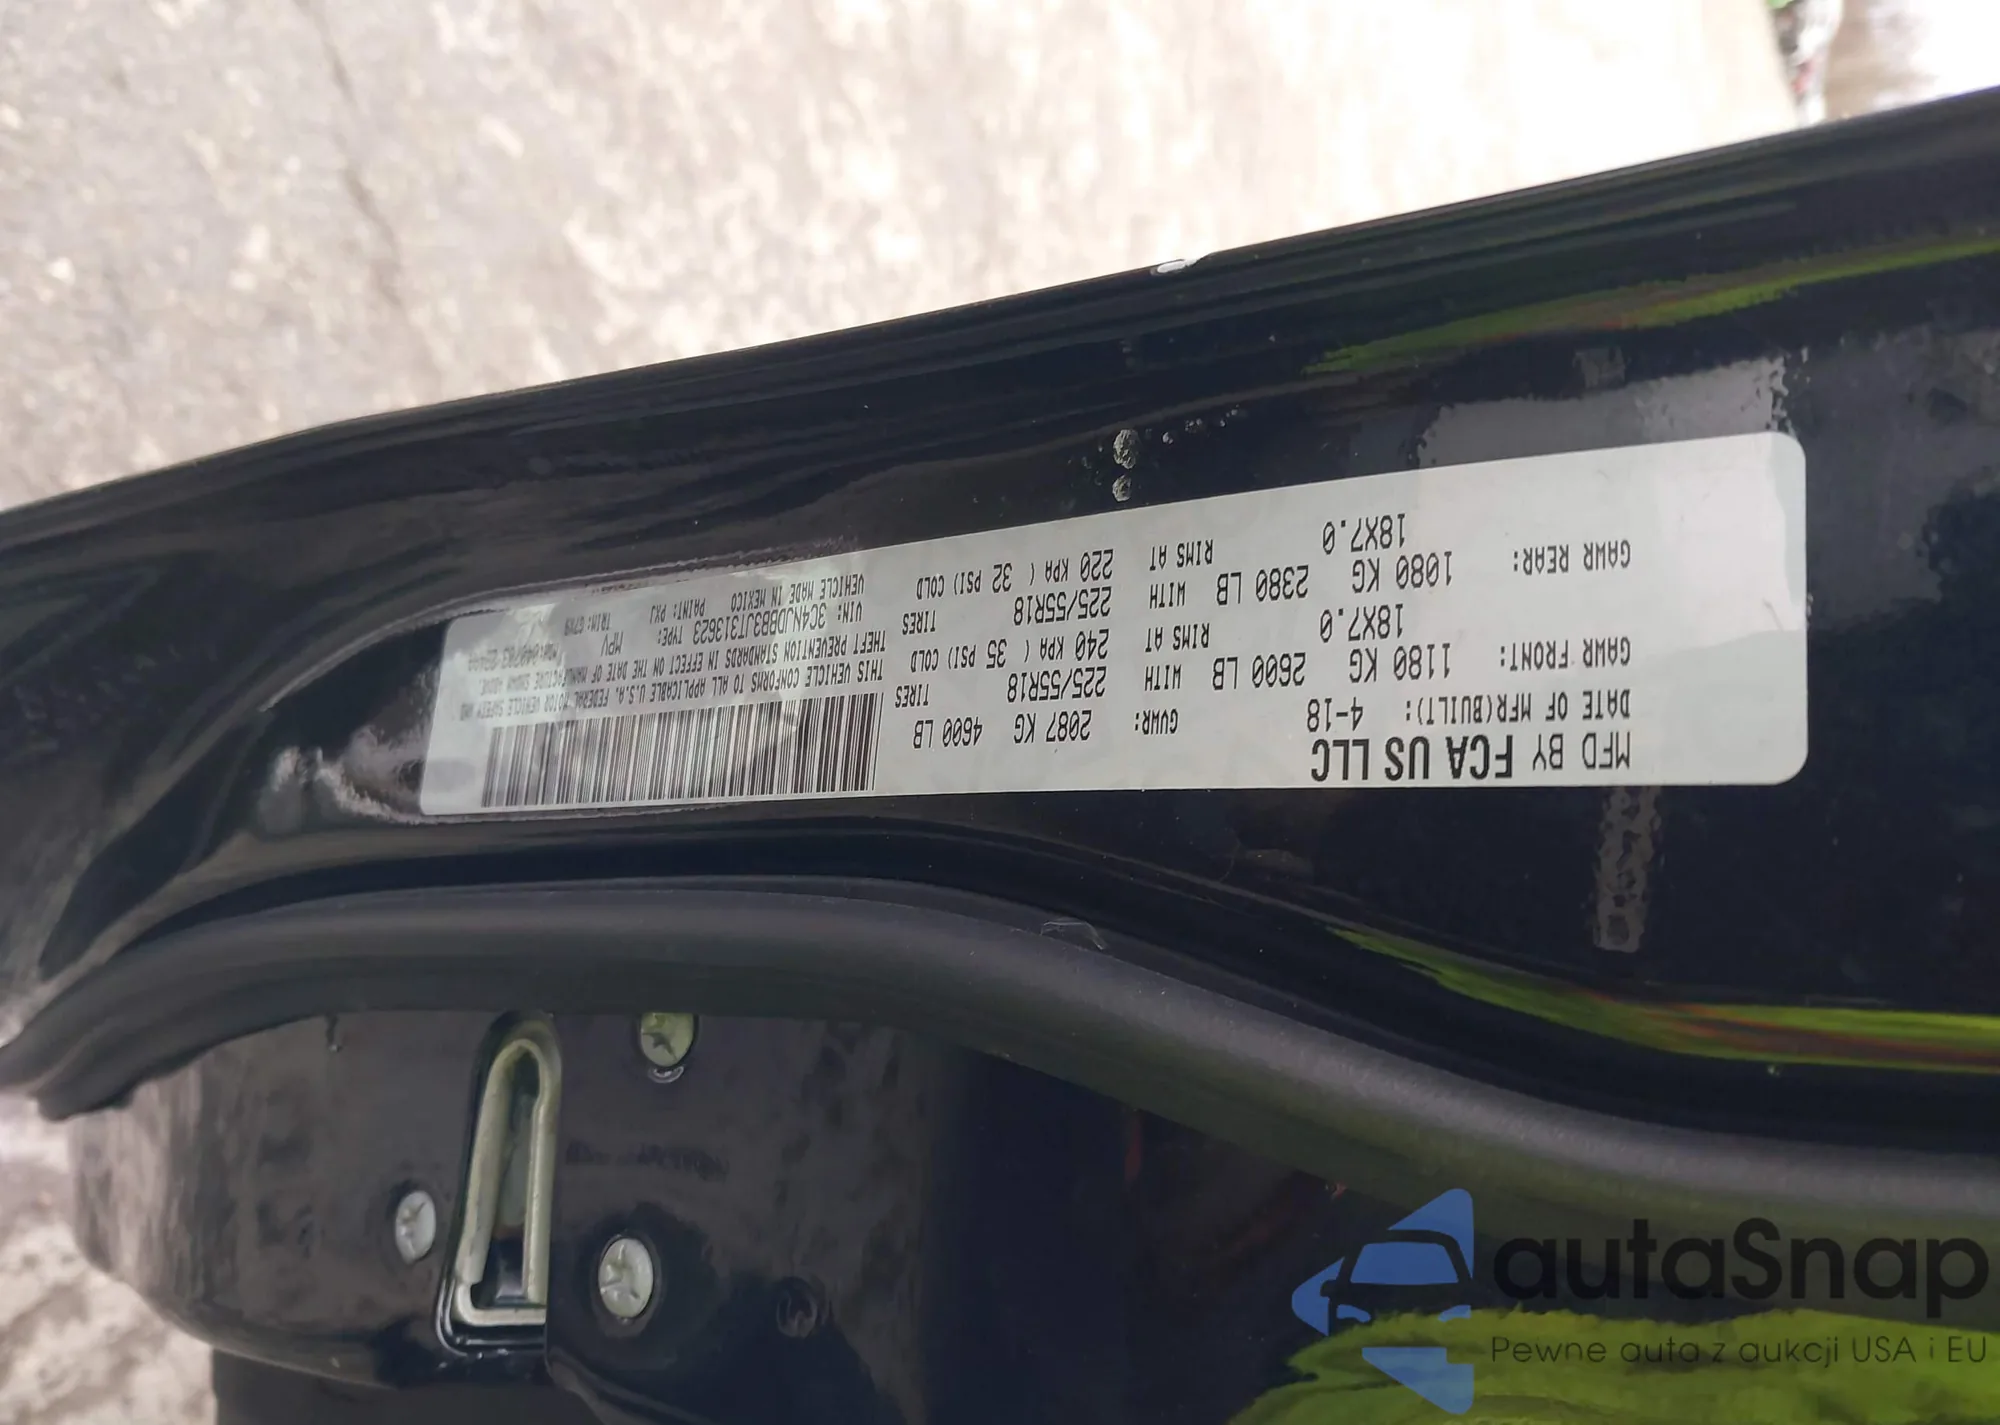 MFD BY FCA US LLC
DATE OF MFR(BUILT): 4-18 GVWR: 2087 KG 4600 LB
GAWR FRONT: 1180 KG 2600 LB WITH 225/55R18 TIRES
18X7.0 RIMS AT 240 KPA ( 35 PSI) COLD
GAWR REAR: 1080 KG 2380 LB WITH 225/55R18 TIRES
18X7.0 RIMS AT 220 KPA ( 32 PSI) COLD
THIS VEHICLE CONFORMS TO ALL APPLICABLE U.S.A. FEDERAL MOTOR VEHICLE SAFETY AND
THEFT PREVENTION STANDARDS IN EFFECT ON THE DATE OF MANUFACTURE SHOWN ABOVE.
VIN: 3C4NJDBB3JT313623 TYPE: MPV
VEHICLE MADE IN MEXICO PAINT: PXJ TRIM:
autaSnap
Pewne auta z aukcji USA i EU